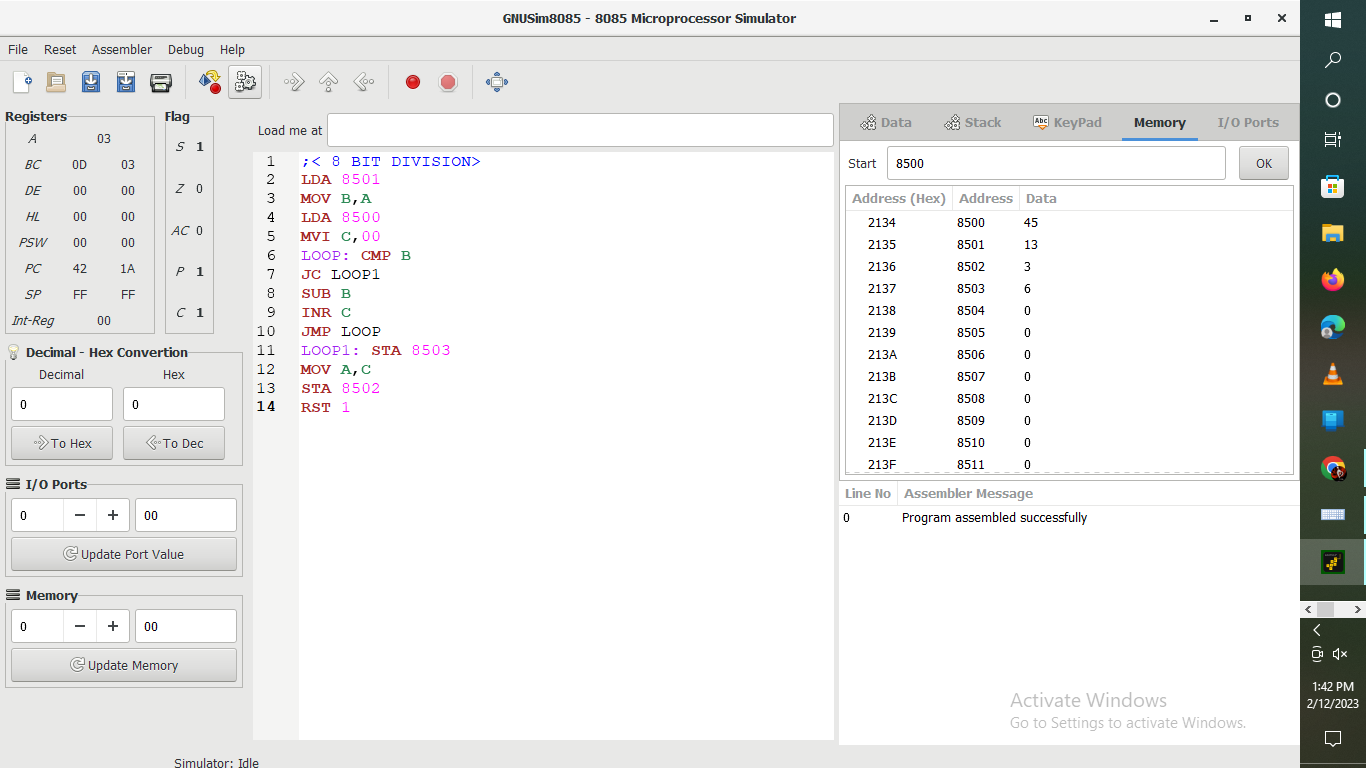 GNUSim8085 - 8085 Microprocessor Simulator
File Reset Assembler Debug Help
Registers
A 03
BC 0D 03
DE 00 00
HL 00 00
PSW 00 00
PC 42 1A
SP FF FF
Int-Reg 00
Flag
S 1
Z 0
AC 0
P 1
C 1
Decimal - Hex Convertion
Decimal Hex
0 0
To Hex To Dec
I/O Ports
0 − + 00
Update Port Value
Memory
0 − + 00
Update Memory
Load me at
1 ;< 8 BIT DIVISION>
2 LDA 8501
3 MOV B,A
4 LDA 8500
5 MVI C,00
6 LOOP: CMP B
7 JC LOOP1
8 SUB B
9 INR C
10 JMP LOOP
11 LOOP1: STA 8503
12 MOV A,C
13 STA 8502
14 RST 1
Data Stack Abc KeyPad Memory I/O Ports
Start 8500 OK
Address (Hex) Address Data
2134 8500 45
2135 8501 13
2136 8502 3
2137 8503 6
2138 8504 0
2139 8505 0
213A 8506 0
213B 8507 0
213C 8508 0
213D 8509 0
213E 8510 0
213F 8511 0
Line No Assembler Message
0 Program assembled successfully
Activate Windows
Go to Settings to activate Windows.
Simulator: Idle
1:42 PM
2/12/2023